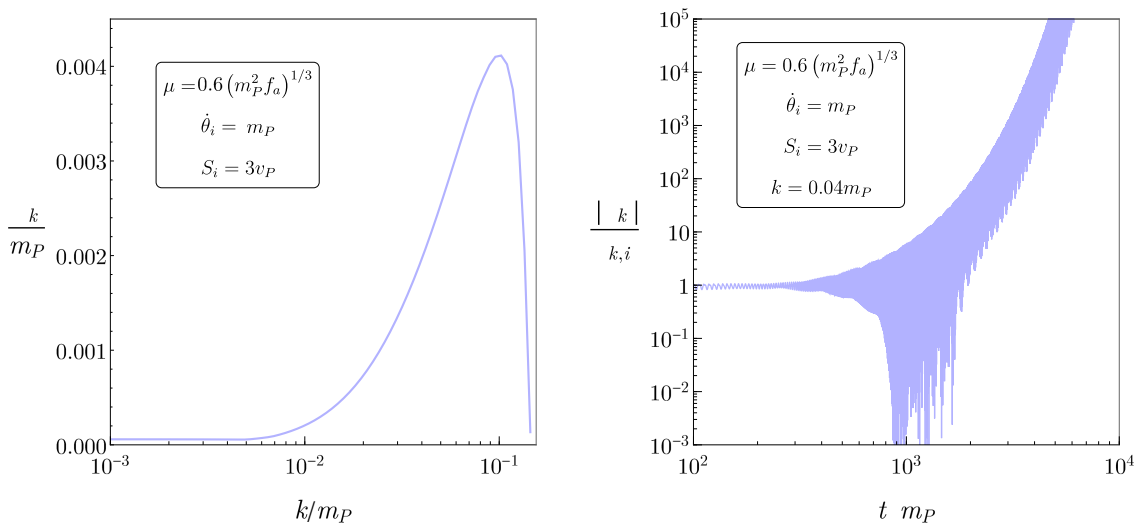 0.004
0.003
0.002
0.001
0.000
k
m_P
μ = 0.6 (m_P^2 f_a)^{1/3}
θ̇_i = m_P
S_i = 3v_P
10^{-3}
10^{-2}
10^{-1}
k/m_P
10^5
10^4
10^3
10^2
10
1
10^{-1}
10^{-2}
10^{-3}
| k |
k,i
μ = 0.6 (m_P^2 f_a)^{1/3}
θ̇_i = m_P
S_i = 3v_P
k = 0.04m_P
10^2
10^3
10^4
t m_P